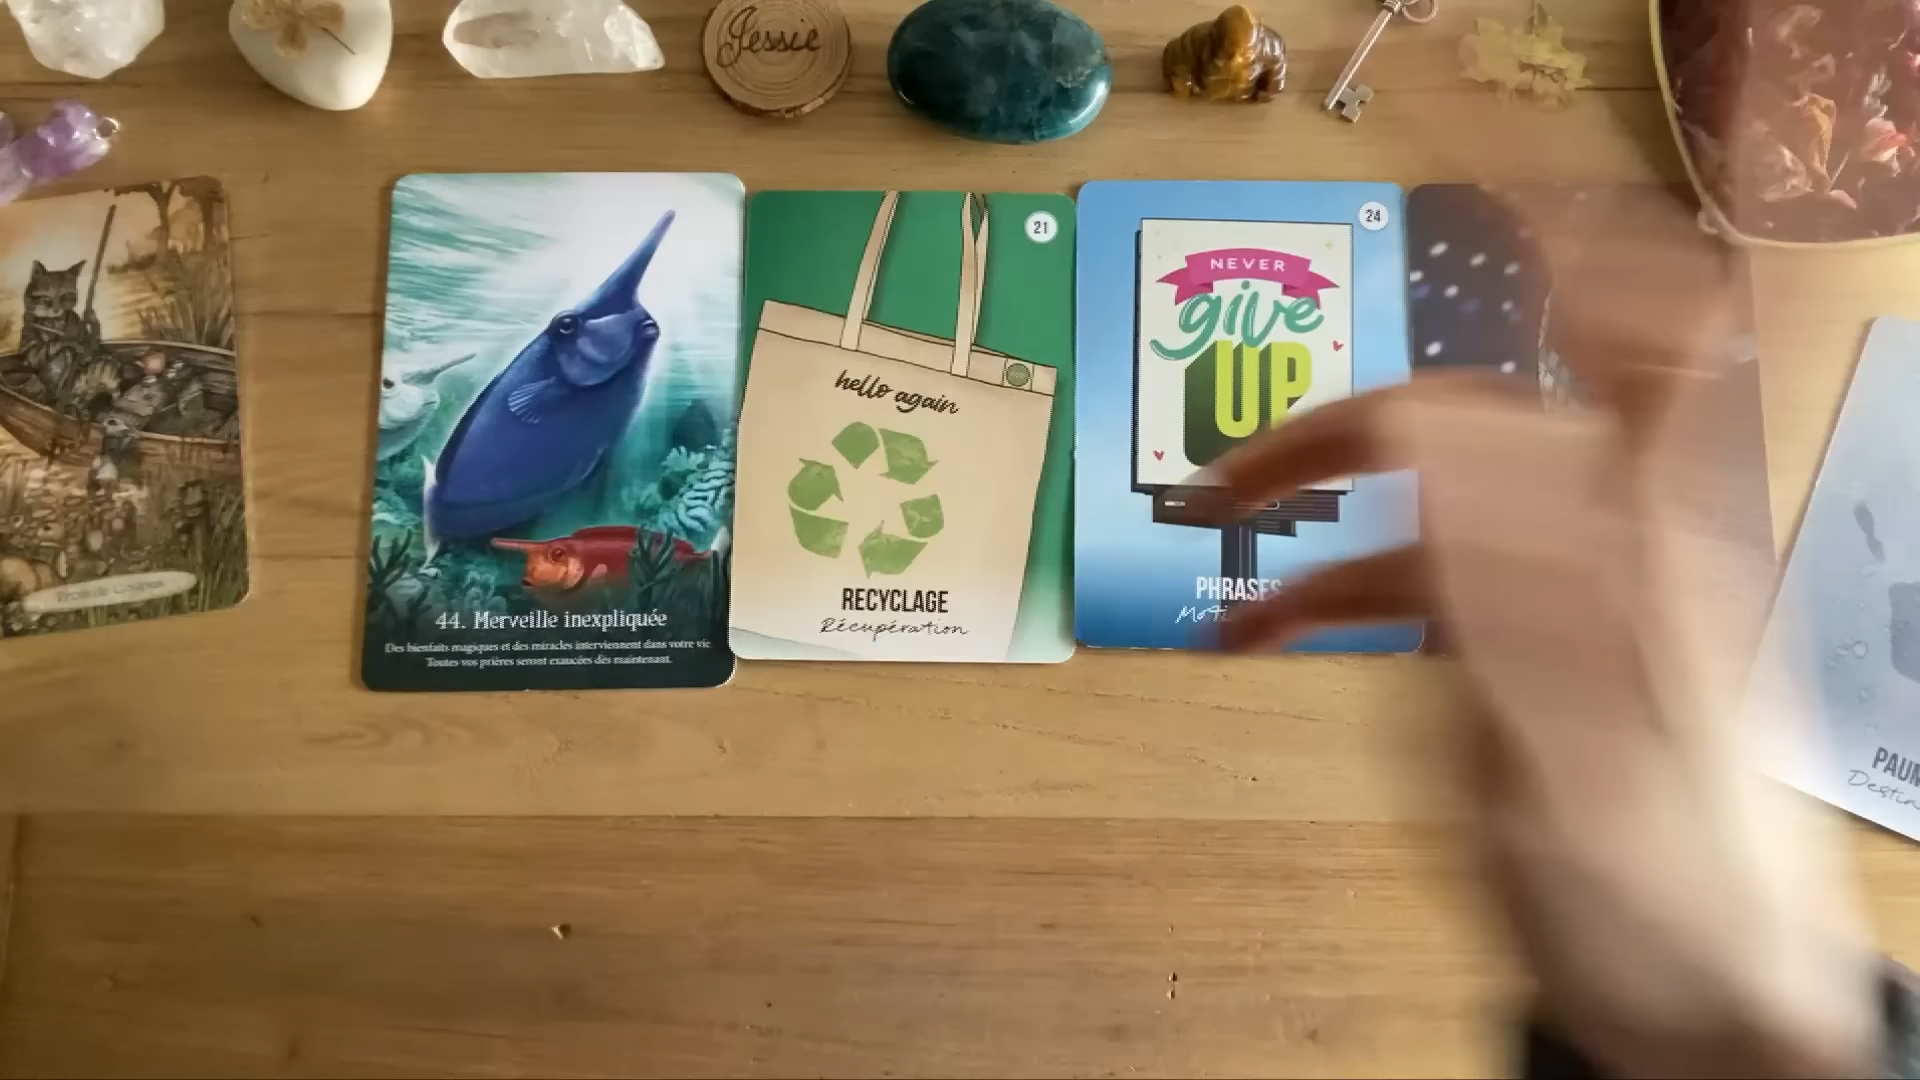 Jessie
44. Merveille inexpliquée
Des bienfaits magiques et des miracles interviennent dans votre vie.
Toutes vos prières seront exaucées dès maintenant.
21
hello again
RECYCLAGE
Récupération
24
NEVER
give
UP
PHRASES